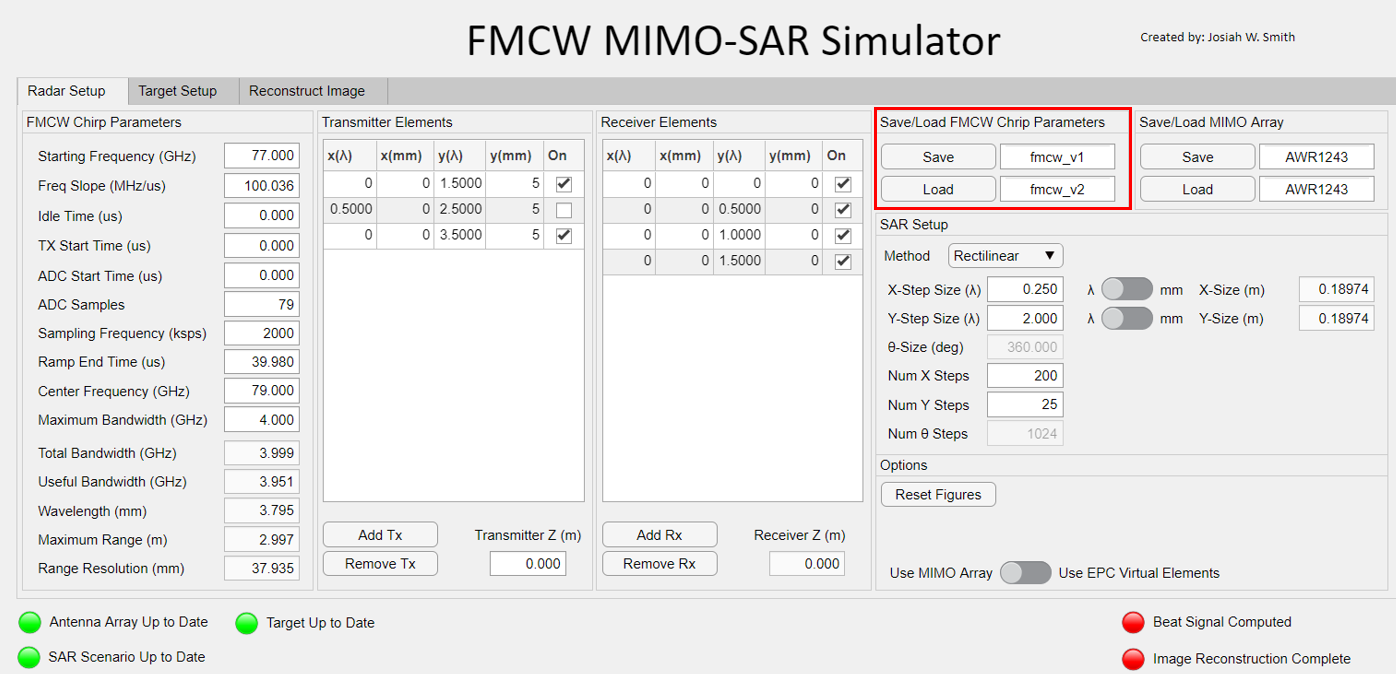 FMCW MIMO-SAR Simulator
Created by: Josiah W. Smith
Radar Setup Target Setup Reconstruct Image
FMCW Chirp Parameters
Starting Frequency (GHz) 77.000
Freq Slope (MHz/us) 100.036
Idle Time (us) 0.000
TX Start Time (us) 0.000
ADC Start Time (us) 0.000
ADC Samples 79
Sampling Frequency (ksps) 2000
Ramp End Time (us) 39.980
Center Frequency (GHz) 79.000
Maximum Bandwidth (GHz) 4.000
Total Bandwidth (GHz) 3.999
Useful Bandwidth (GHz) 3.951
Wavelength (mm) 3.795
Maximum Range (m) 2.997
Range Resolution (mm) 37.935
Transmitter Elements
x(λ) x(mm) y(λ) y(mm) On
0 0 1.5000 5
0.5000 0 2.5000 5
0 0 3.5000 5
Add Tx Transmitter Z (m)
Remove Tx 0.000
Receiver Elements
x(λ) x(mm) y(λ) y(mm) On
0 0 0 0
0 0 0.5000 0
0 0 1.0000 0
0 0 1.5000 0
Add Rx Receiver Z (m)
Remove Rx 0.000
Save/Load FMCW Chrip Parameters
Save fmcw_v1
Load fmcw_v2
Save/Load MIMO Array
Save AWR1243
Load AWR1243
SAR Setup
Method Rectilinear
X-Step Size (λ) 0.250 λ mm X-Size (m) 0.18974
Y-Step Size (λ) 2.000 λ mm Y-Size (m) 0.18974
θ-Size (deg) 360.000
Num X Steps 200
Num Y Steps 25
Num θ Steps 1024
Options
Reset Figures
Use MIMO Array Use EPC Virtual Elements
Antenna Array Up to Date Target Up to Date Beat Signal Computed
SAR Scenario Up to Date Image Reconstruction Complete